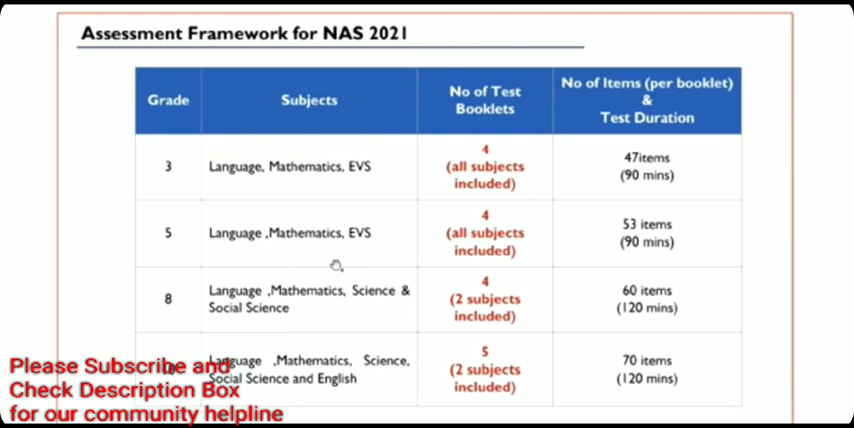 Assessment Framework for NAS 2021
Grade
Subjects
No of Test
Booklets
No of Items (per booklet)
&
Test Duration
3
Language, Mathematics, EVS
4
(all subjects
included)
47items
(90 mins)
5
Language ,Mathematics, EVS
4
(all subjects
included)
53 items
(90 mins)
8
Language ,Mathematics, Science &
Social Science
4
(2 subjects
included)
60 items
(120 mins)
Language ,Mathematics, Science,
Social Science and English
5
(2 subjects
included)
70 items
(120 mins)
Please Subscribe and
Check Description Box
for our community helpline